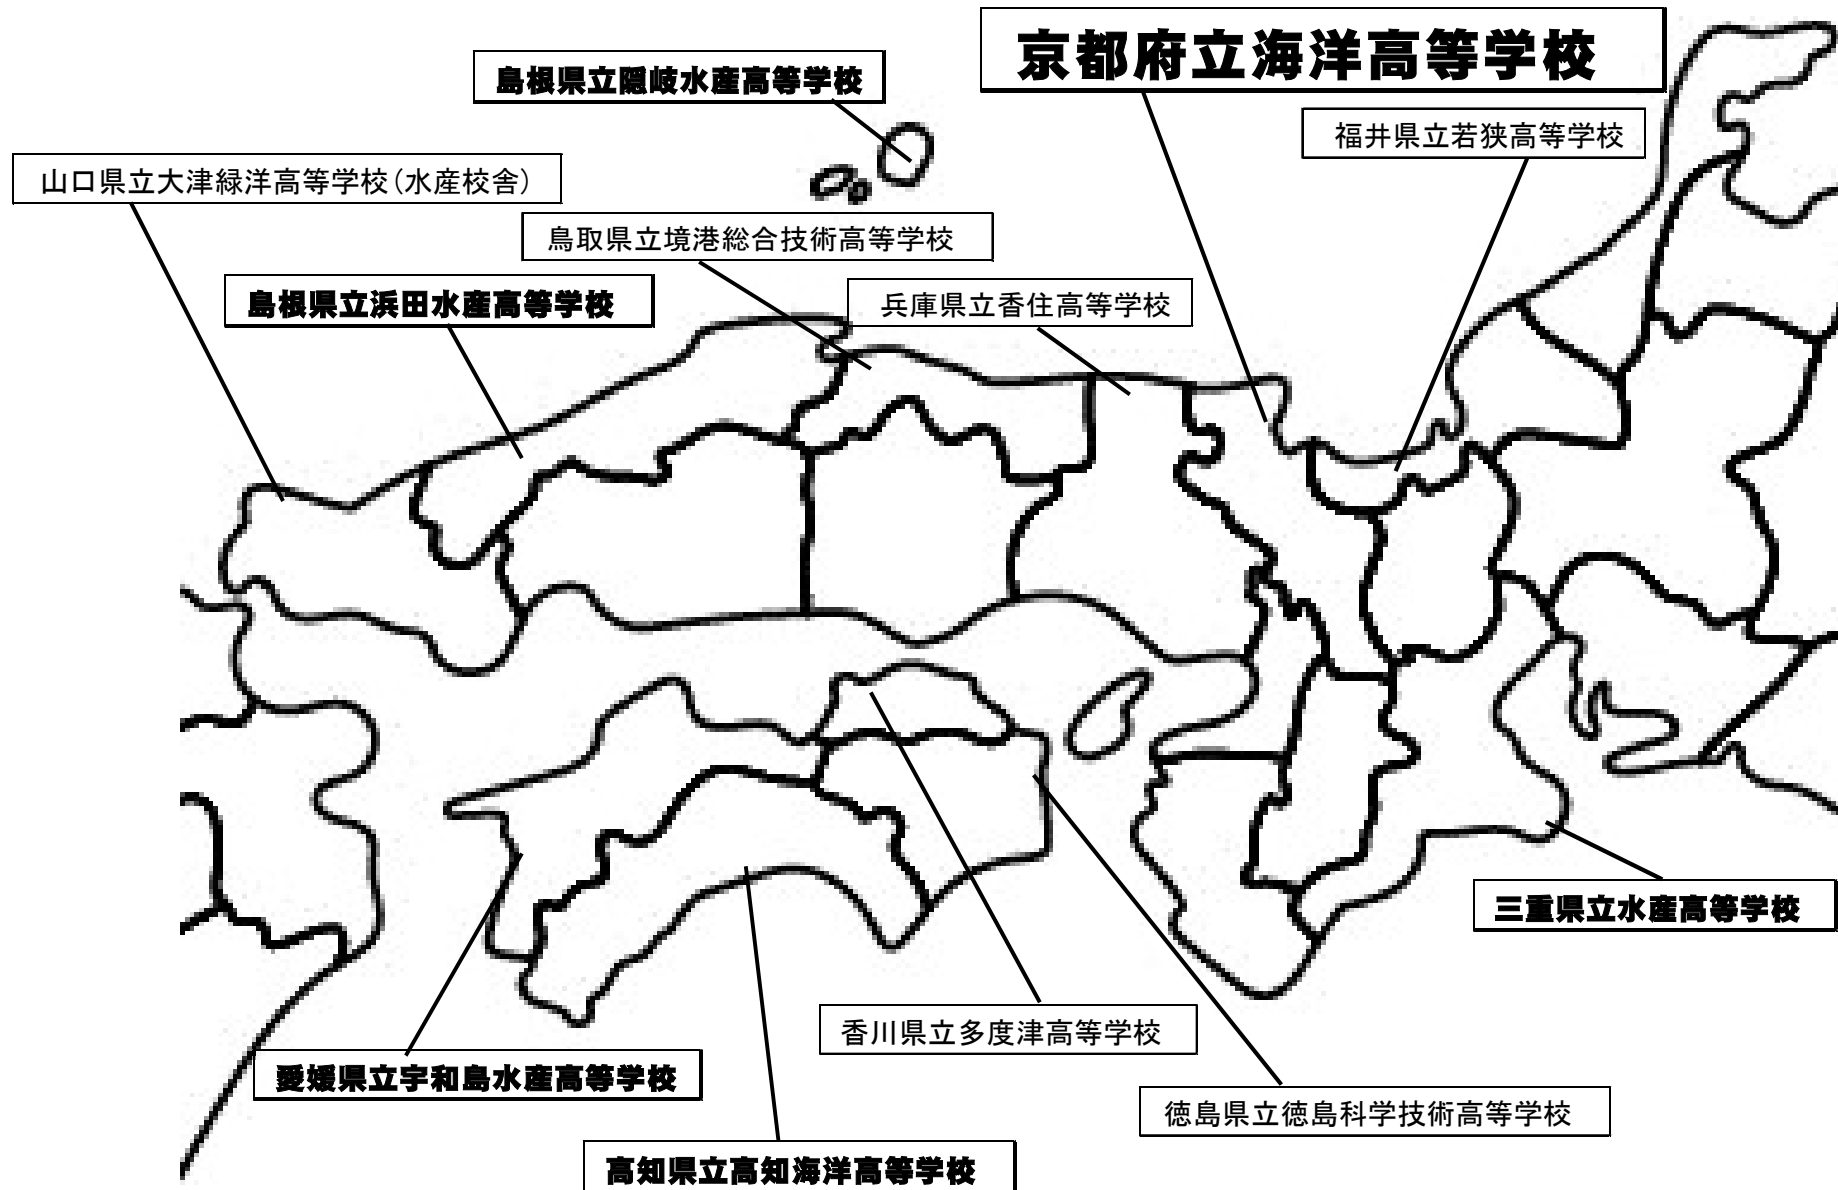 京都府立海洋高等学校
島根県立隠岐水産高等学校
福井県立若狭高等学校
山口県立大津緑洋高等学校（水産校舎）
鳥取県立境港総合技術高等学校
島根県立浜田水産高等学校
兵庫県立香住高等学校
三重県立水産高等学校
香川県立多度津高等学校
愛媛県立宇和島水産高等学校
徳島県立徳島科学技術高等学校
高知県立高知海洋高等学校